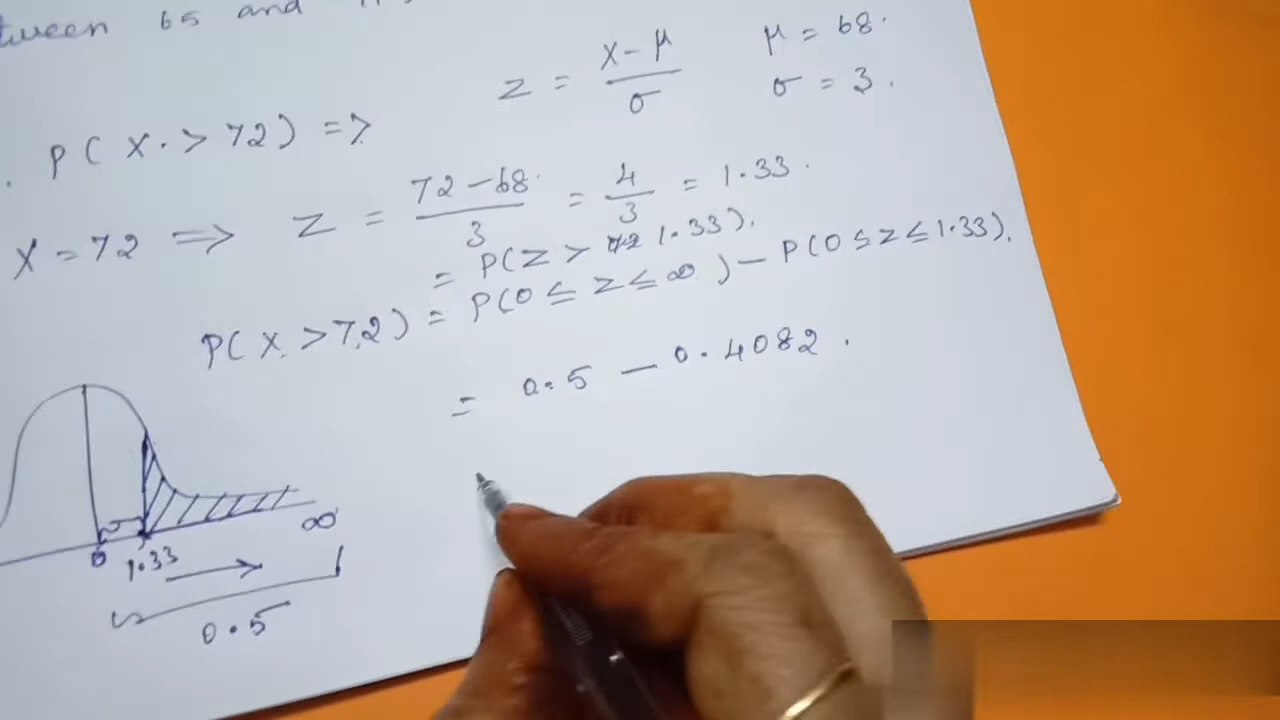 tween 65 and
z = x - μ / σ    μ = 68.
σ = 3.
P( X. > 72) =>
X = 72 => Z = 72 - 68 / 3 = 4 / 3 = 1.33.
= P( Z > 1.33).
P( X. > 72) = P(0 ≤ z ≤ ∞) - P(0 ≤ z ≤ 1.33).
= 0.5 - 0.4082.
0 1.33 ∞
0.5